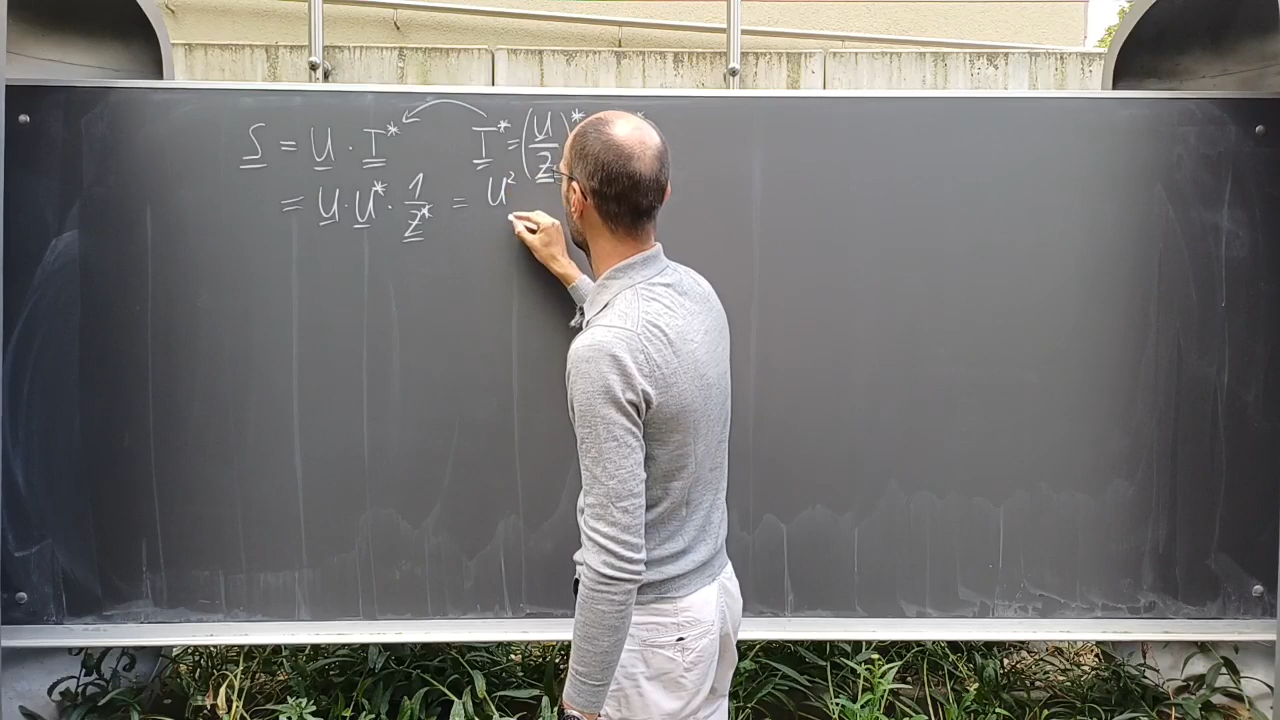 S = U · I* I* = (U/Z)*
= U · U* · 1/Z* = U²